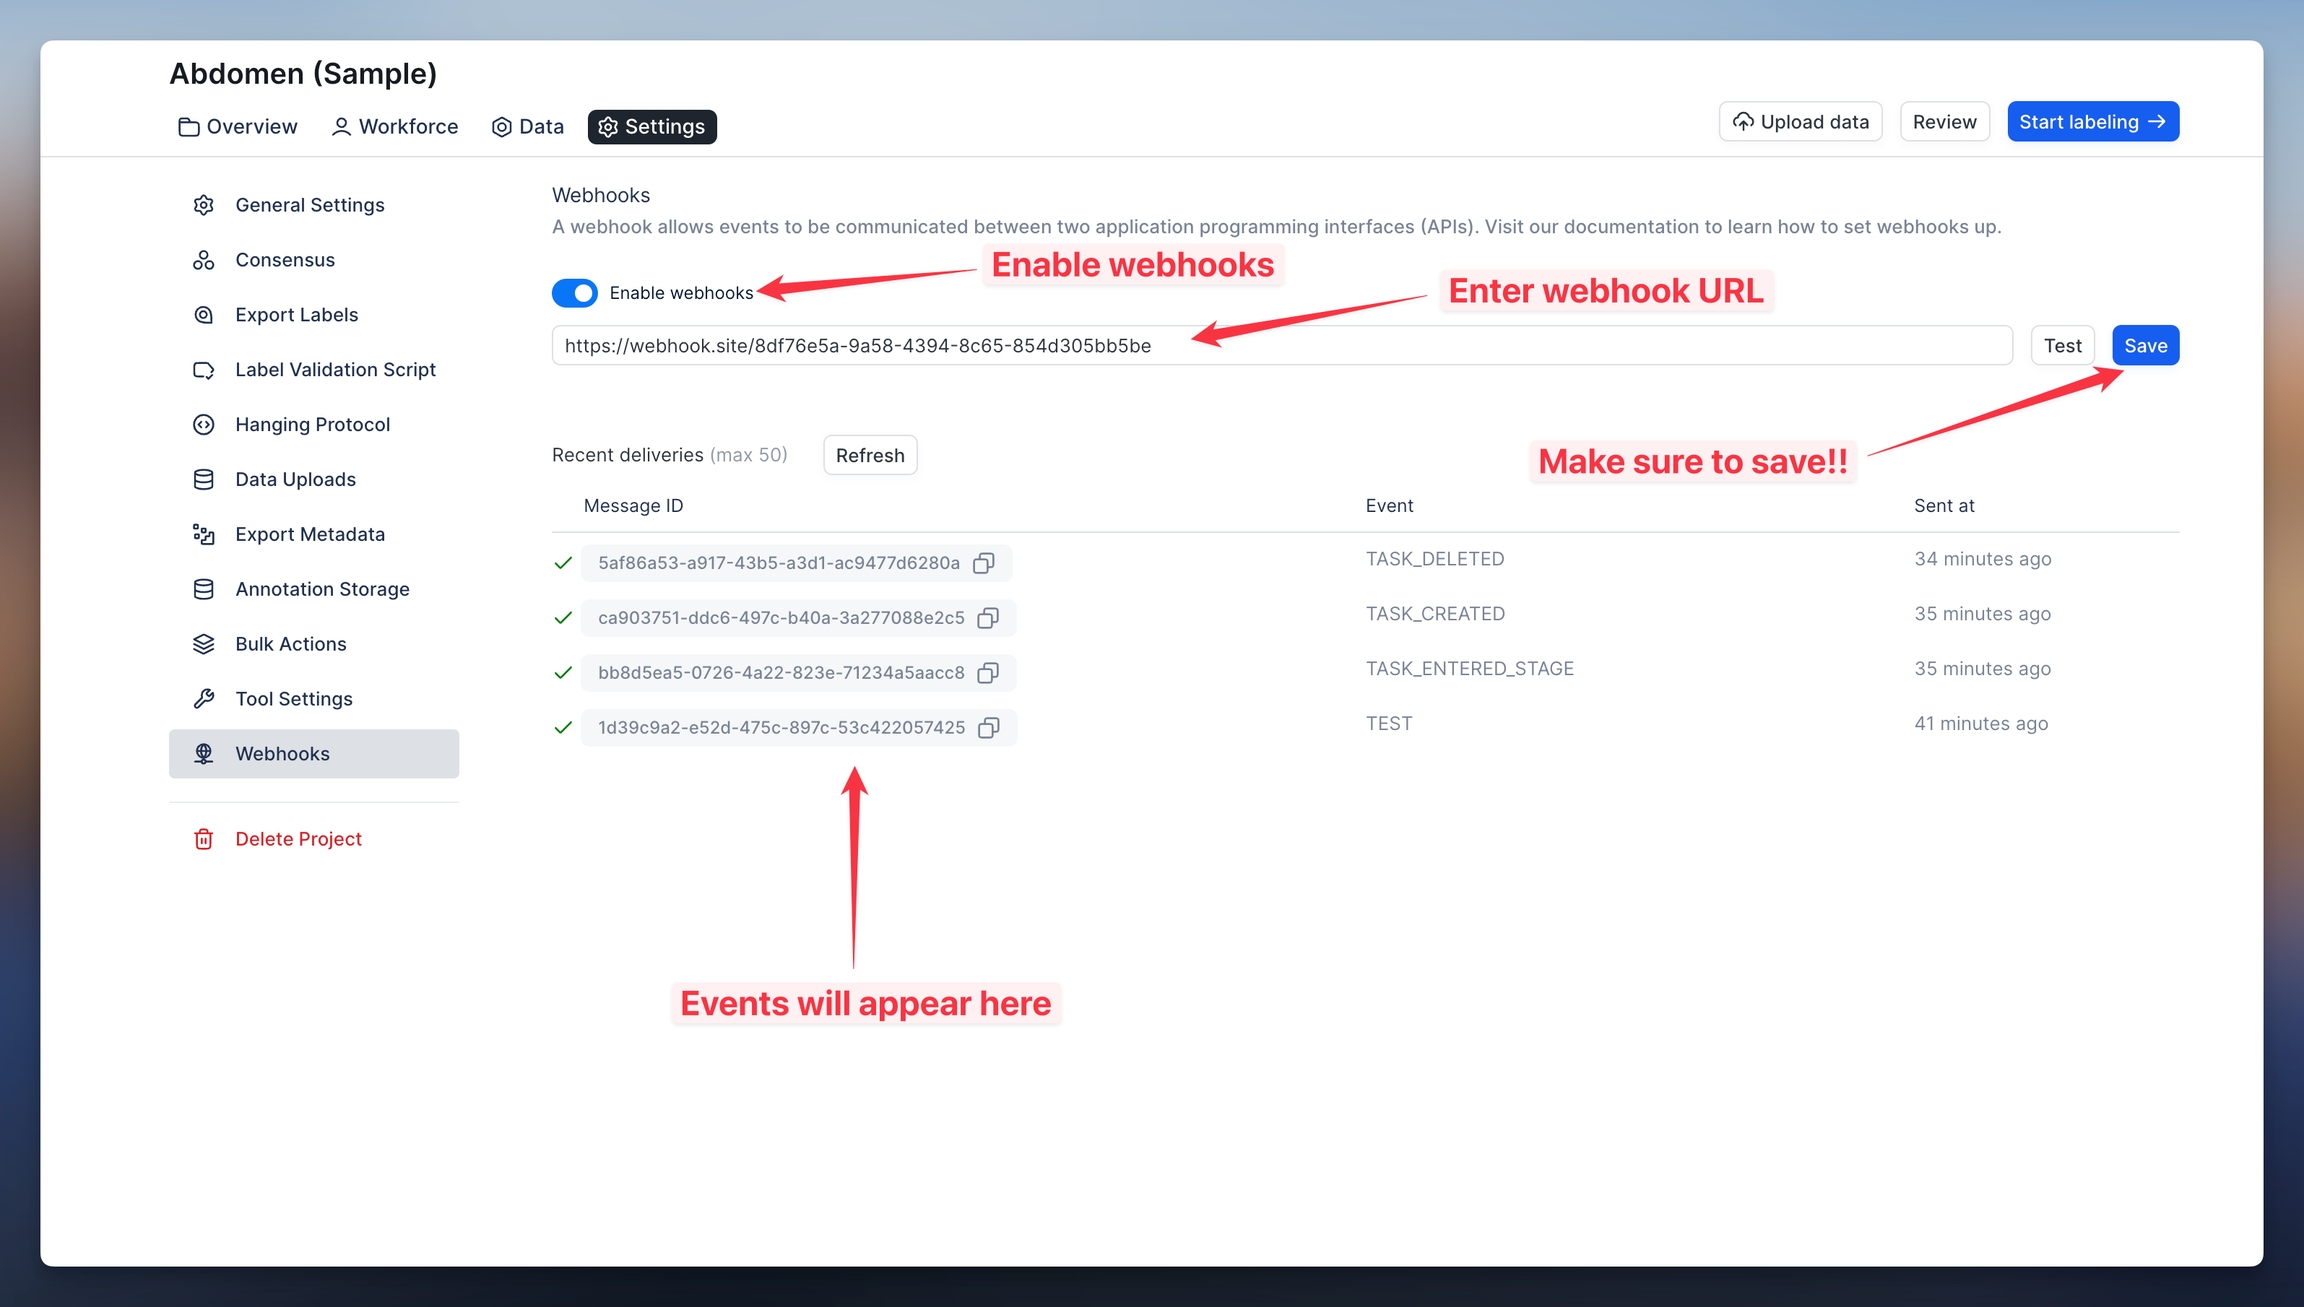 Abdomen (Sample)
Overview
Workforce
Data
Settings
Upload data
Review
Start labeling
General Settings
Consensus
Export Labels
Label Validation Script
Hanging Protocol
Data Uploads
Export Metadata
Annotation Storage
Bulk Actions
Tool Settings
Webhooks
Delete Project
Webhooks
A webhook allows events to be communicated between two application programming interfaces (APIs). Visit our documentation to learn how to set webhooks up.
Enable webhooks
Enable webhooks
Enter webhook URL
https://webhook.site/8df76e5a-9a58-4394-8c65-854d305bb5be
Test
Save
Make sure to save!!
Recent deliveries (max 50)
Refresh
Message ID Event Sent at
5af86a53-a917-43b5-a3d1-ac9477d6280a TASK_DELETED 34 minutes ago
ca903751-ddc6-497c-b40a-3a277088e2c5 TASK_CREATED 35 minutes ago
bb8d5ea5-0726-4a22-823e-71234a5aacc8 TASK_ENTERED_STAGE 35 minutes ago
1d39c9a2-e52d-475c-897c-53c422057425 TEST 41 minutes ago
Events will appear here